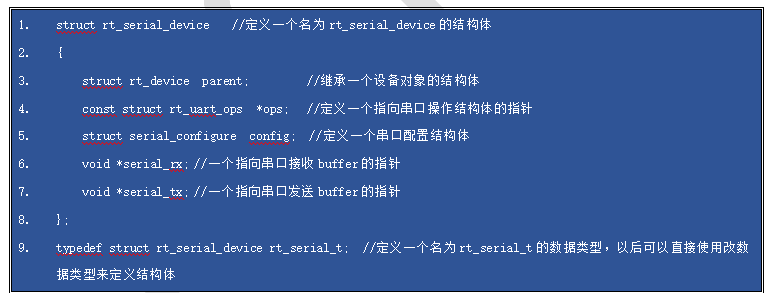 1. struct rt_serial_device //定义一个名为 rt_serial_device 的结构体
2. {
3. struct rt_device parent; //继承一个设备对象的结构体
4. const struct rt_uart_ops *ops; //定义一个指向串口操作结构体的指针
5. struct serial_configure config; //定义一个串口配置结构体
6. void *serial_rx; //一个指向串口接收 buffer 的指针
7. void *serial_tx; //一个指向串口发送 buffer 的指针
8. };
9. typedef struct rt_serial_device rt_serial_t; //定义一个名为 rt_serial_t 的数据类型，以后可以直接使用改数
据类型来定义结构体